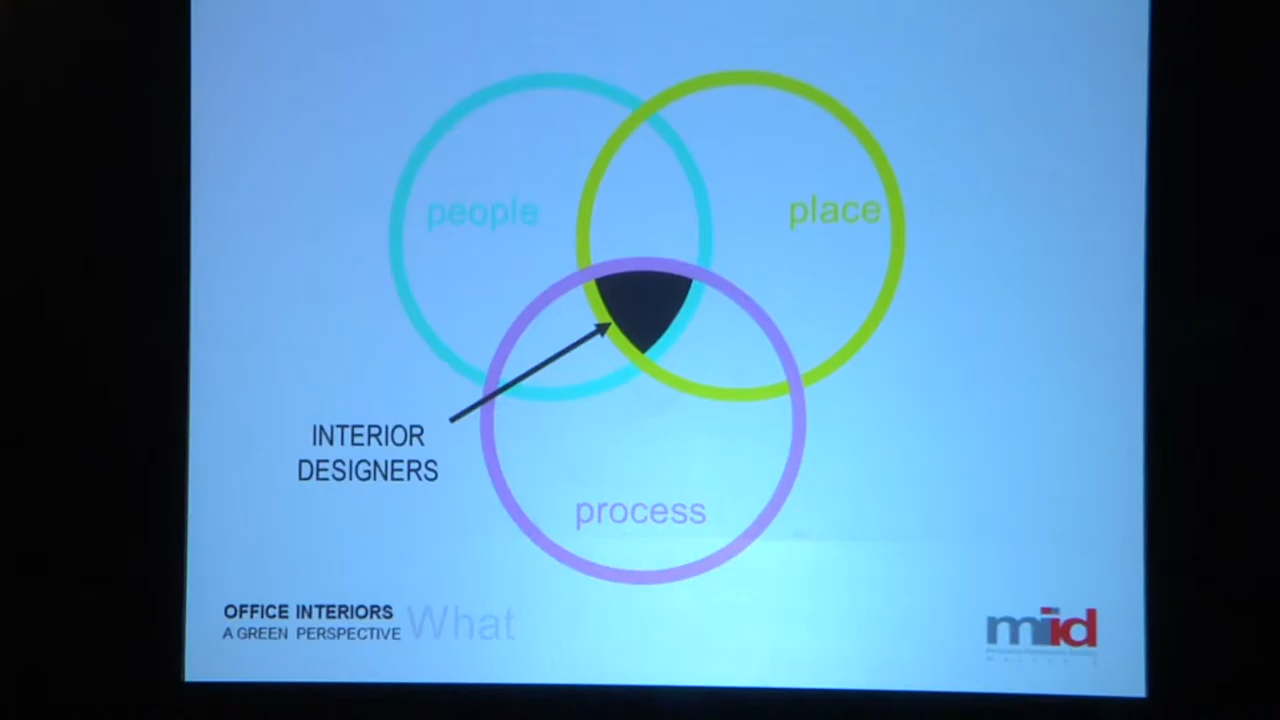 people
place
INTERIOR
DESIGNERS
process
OFFICE INTERIORS
A GREEN PERSPECTIVE
What
miid